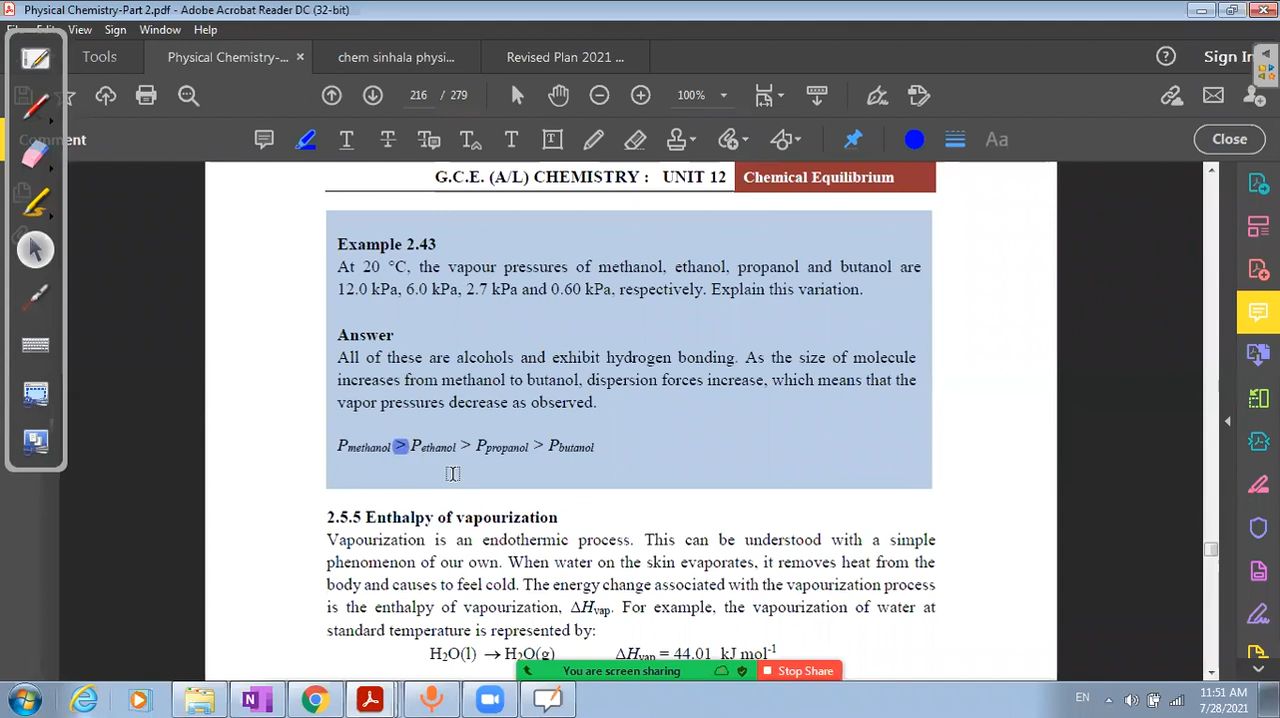 Physical Chemistry-Part 2.pdf - Adobe Acrobat Reader DC (32-bit)
View Sign Window Help
Tools Physical Chemistry-... × chem sinhala physi... Revised Plan 2021 ... Sign In
216 / 279 100%
Close
G.C.E. (A/L) CHEMISTRY : UNIT 12 Chemical Equilibrium
Example 2.43
At 20 °C, the vapour pressures of methanol, ethanol, propanol and butanol are
12.0 kPa, 6.0 kPa, 2.7 kPa and 0.60 kPa, respectively. Explain this variation.
Answer
All of these are alcohols and exhibit hydrogen bonding. As the size of molecule
increases from methanol to butanol, dispersion forces increase, which means that the
vapor pressures decrease as observed.
Pmethanol > Pethanol > Ppropanol > Pbutanol
2.5.5 Enthalpy of vapourization
Vapourization is an endothermic process. This can be understood with a simple
phenomenon of our own. When water on the skin evaporates, it removes heat from the
body and causes to feel cold. The energy change associated with the vapourization process
is the enthalpy of vapourization, ΔHvap. For example, the vapourization of water at
standard temperature is represented by:
H2O(l) → H2O(g) ΔHvap = 44.01 kJ mol-1
You are screen sharing Stop Share
EN 11:51 AM
7/28/2021